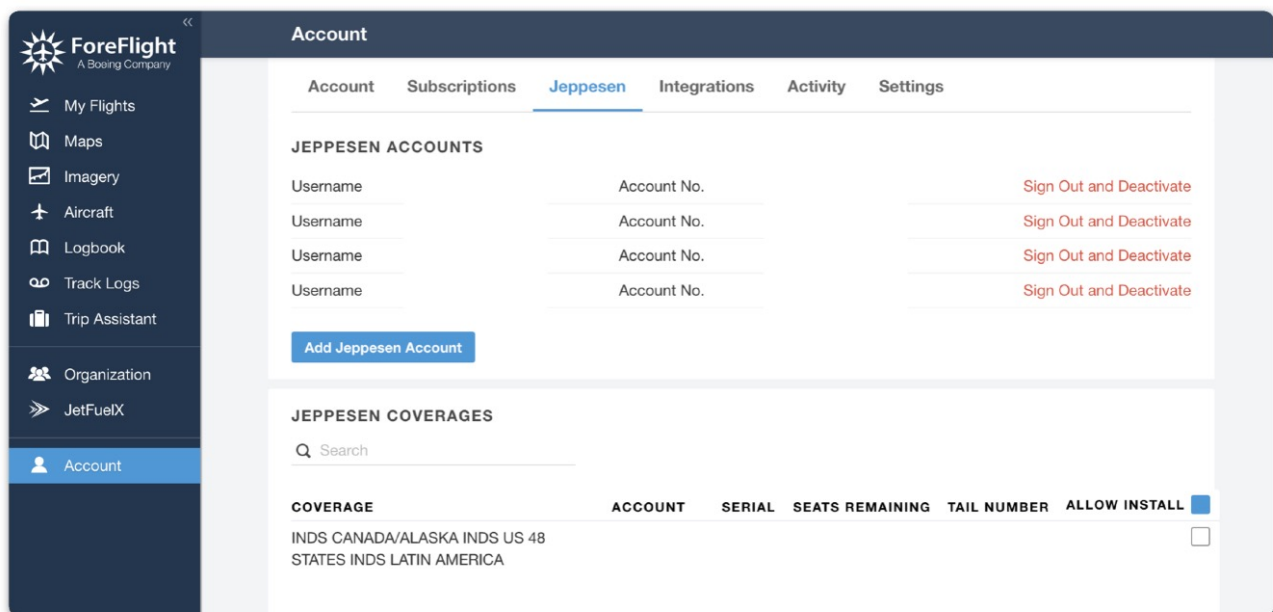 «
ForeFlight
A Boeing Company
My Flights
Maps
Imagery
Aircraft
Logbook
Track Logs
Trip Assistant
Organization
JetFuelX
Account
Account
Account Subscriptions Jeppesen Integrations Activity Settings
JEPPESEN ACCOUNTS
Username Account No. Sign Out and Deactivate
Username Account No. Sign Out and Deactivate
Username Account No. Sign Out and Deactivate
Username Account No. Sign Out and Deactivate
Add Jeppesen Account
JEPPESEN COVERAGES
Search
COVERAGE ACCOUNT SERIAL SEATS REMAINING TAIL NUMBER ALLOW INSTALL
INDS CANADA/ALASKA INDS US 48
STATES INDS LATIN AMERICA